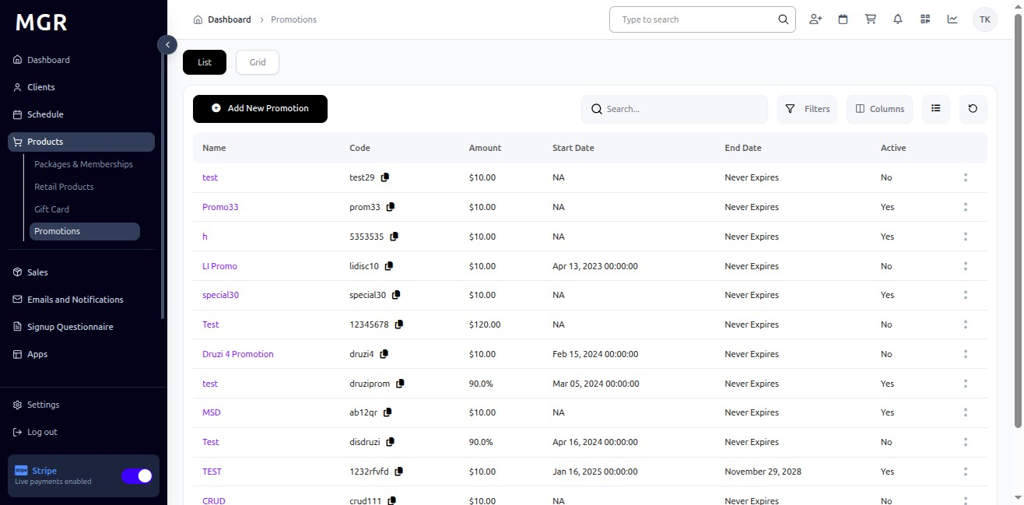 MGR
Dashboard
Clients
Schedule
Products
Packages & Memberships
Retail Products
Gift Card
Promotions
Sales
Emails and Notifications
Signup Questionnaire
Apps
Settings
Log out
Stripe
Live payments enabled
Dashboard > Promotions
Type to search
TK
List Grid
Add New Promotion Search... Filters Columns
Name Code Amount Start Date End Date Active
test test29 $10.00 NA Never Expires No
Promo33 prom33 $10.00 NA Never Expires Yes
h 5353535 $10.00 NA Never Expires Yes
LI Promo lidisc10 $10.00 Apr 13, 2023 00:00:00 Never Expires No
special30 special30 $10.00 NA Never Expires Yes
Test 12345678 $120.00 NA Never Expires No
Druzi 4 Promotion druzi4 $10.00 Feb 15, 2024 00:00:00 Never Expires No
test druziprom 90.0% Mar 05, 2024 00:00:00 Never Expires Yes
MSD ab12qr $10.00 NA Never Expires Yes
Test disdruzi 90.0% Apr 16, 2024 00:00:00 Never Expires No
TEST 1232rfvfd $10.00 Jan 16, 2025 00:00:00 November 29, 2028 Yes
CRUD crud111 $10.00 NA Never Expires No